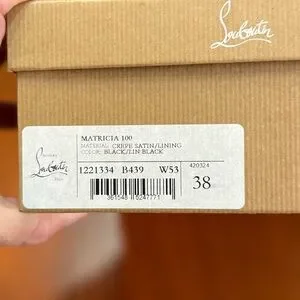 Louboutin
MATRICIA 100
MATERIAL: CREPE SATIN/LINING
COLOR: BLACK/LIN BLACK
Louboutin
1221334 B439 W53
420324
38